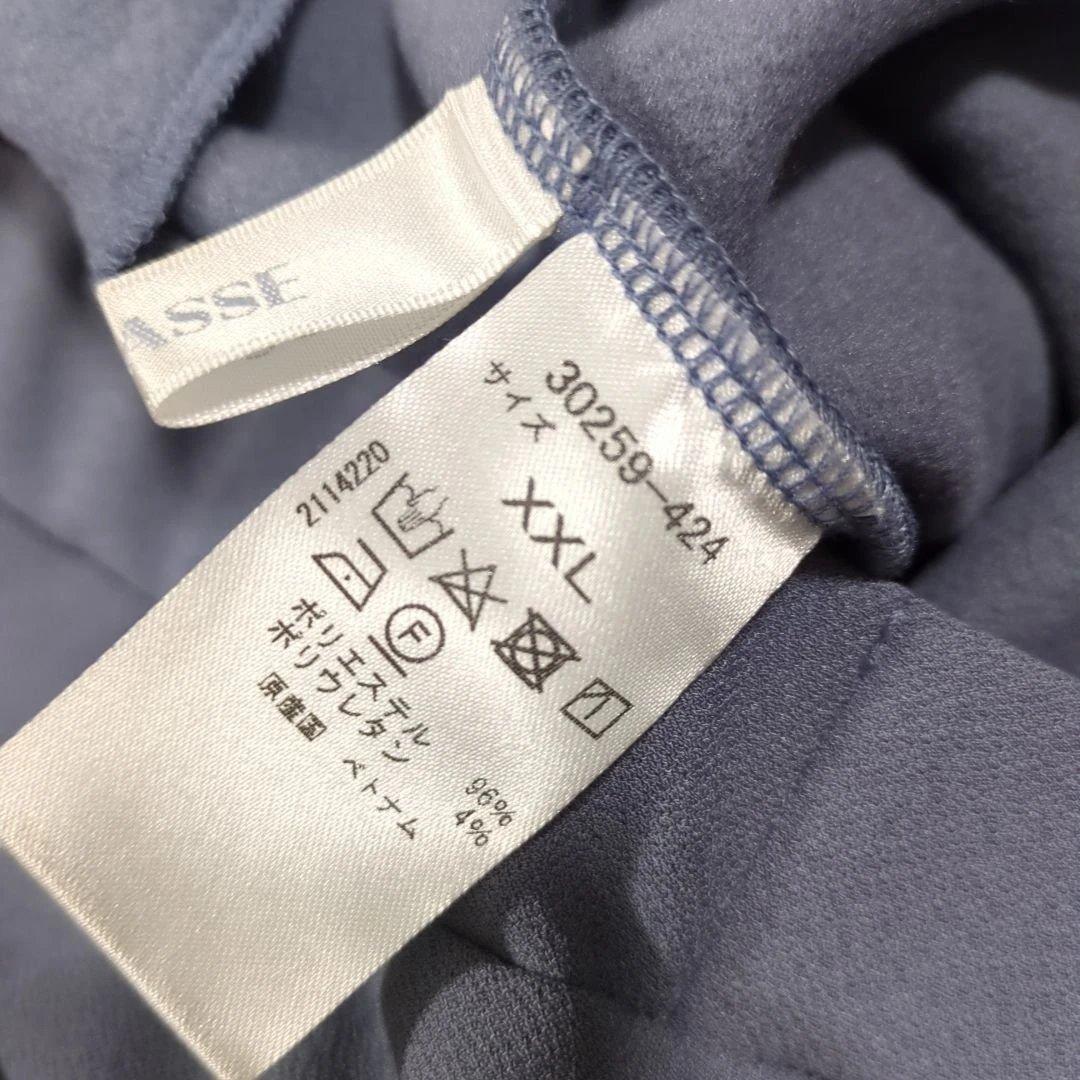 ASSE
30259-424
サイズ XXL
2114220
F
ポリエステル 96%
ポリウレタン 4%
原産国 ベトナム